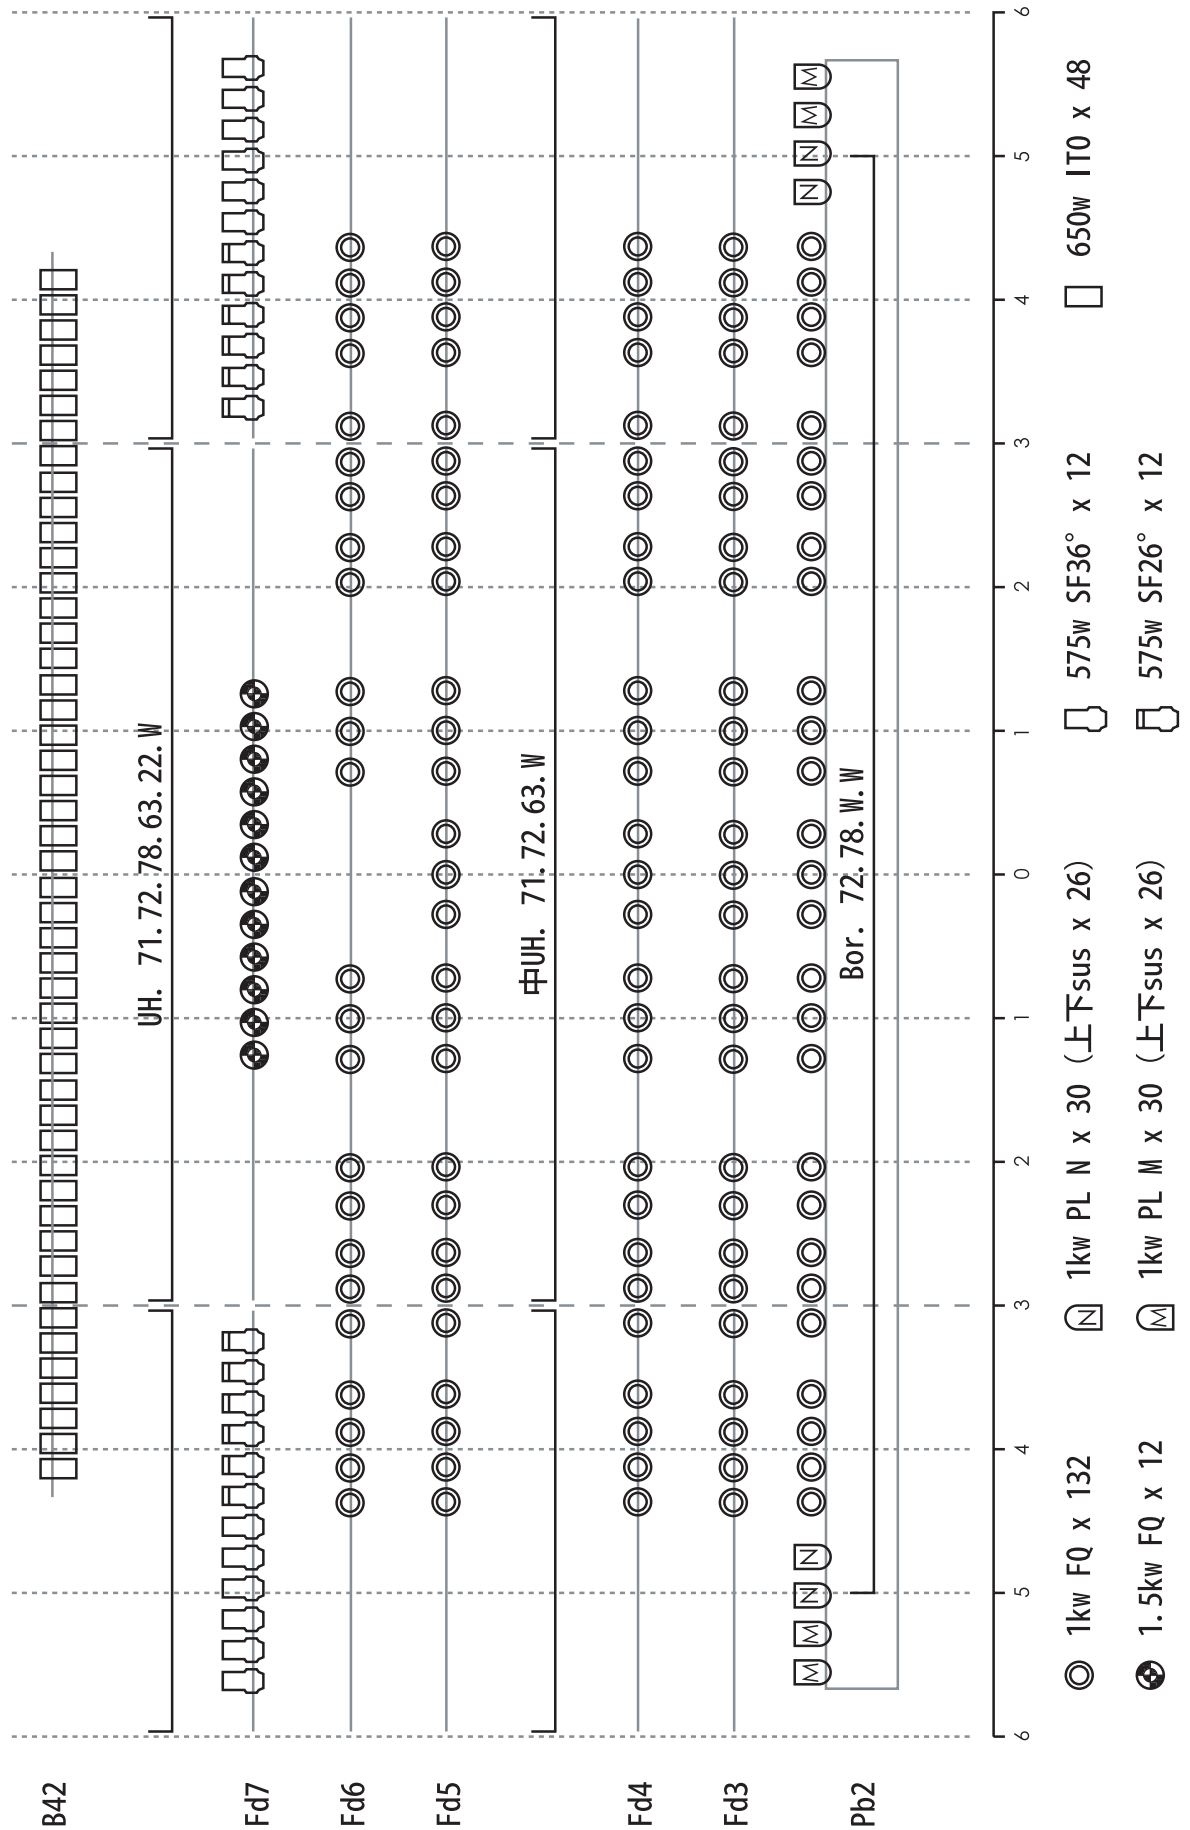 B42
UH. 71.72.78.63.22.W
Fd7
Fd6
Fd5
中UH. 71.72.63.W
Fd4
Fd3
Bor. 72.78.W.W
Pb2
M M N N
N N M M
6 5 4 3 2 1 0 1 2 3 4 5 6
1kw FQ x 132
N 1kw PL N x 30 (上下sus x 26)
575w SF36° x 12
650w ITO x 48
1.5kw FQ x 12
M 1kw PL M x 30 (上下sus x 26)
575w SF26° x 12